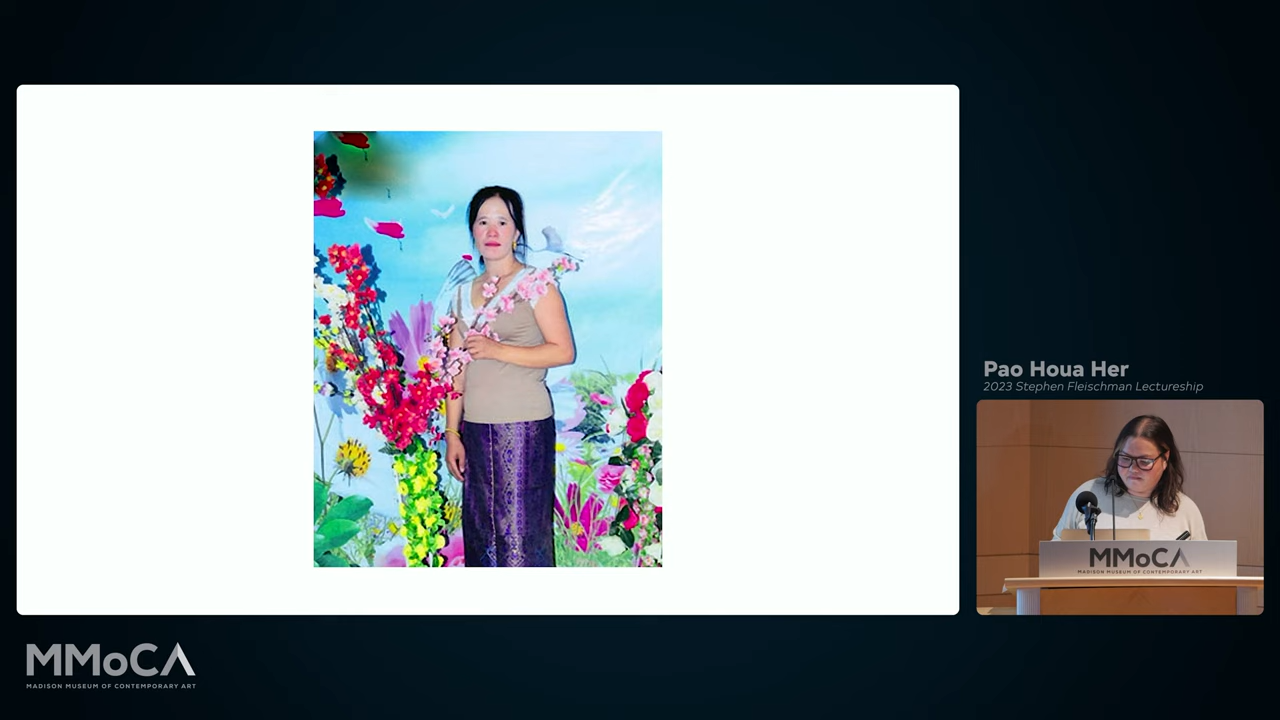 Pao Houa Her
2023 Stephen Fleischman Lectureship
MMoCA
MADISON MUSEUM OF CONTEMPORARY ART
MMoCA
MADISON MUSEUM OF CONTEMPORARY ART